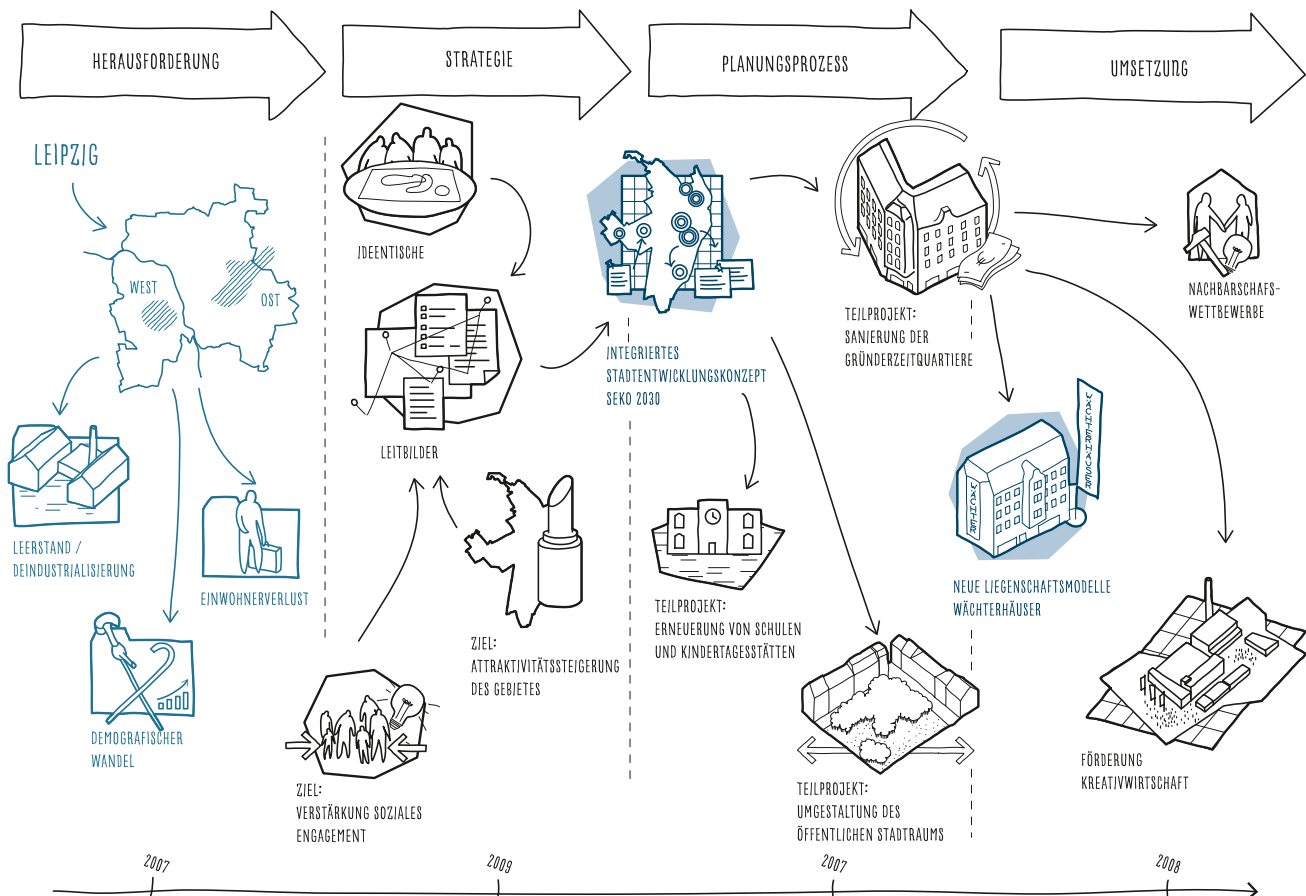 HERAUSFORDERUNG
STRATEGIE
PLANUNGSPROZESS
UMSETZUNG
LEIPZIG
WEST
OST
LEERSTAND /
DEINDUSTRIALISIERUNG
EINWOHNERVERLUST
DEMOGRAFISCHER
WANDEL
IDEENTISCHE
LEITBILDER
ZIEL:
ATTRAKTIVITÄTSSTEIGERUNG
DES GEBIETES
ZIEL:
VERSTÄRKUNG SOZIALES
ENGAGEMENT
INTEGRIERTES
STADTENTWICKLUNGSKONZEPT
SEKO 2030
TEILPROJEKT:
ERNEUERUNG VON SCHULEN
UND KINDERTAGESSTÄTTEN
TEILPROJEKT:
SANIERUNG DER
GRÜNDERZEITQUARTIERE
TEILPROJEKT:
UMGESTALTUNG DES
ÖFFENTLICHEN STADTRAUMS
WÄCHTER
WÄCHTERHÄUSER
NEUE LIEGENSCHAFTSMODELLE
WÄCHTERHÄUSER
NACHBARSCHAFS-
WETTBEWERBE
FÖRDERUNG
KREATIVWIRTSCHAFT
2007
2009
2007
2008